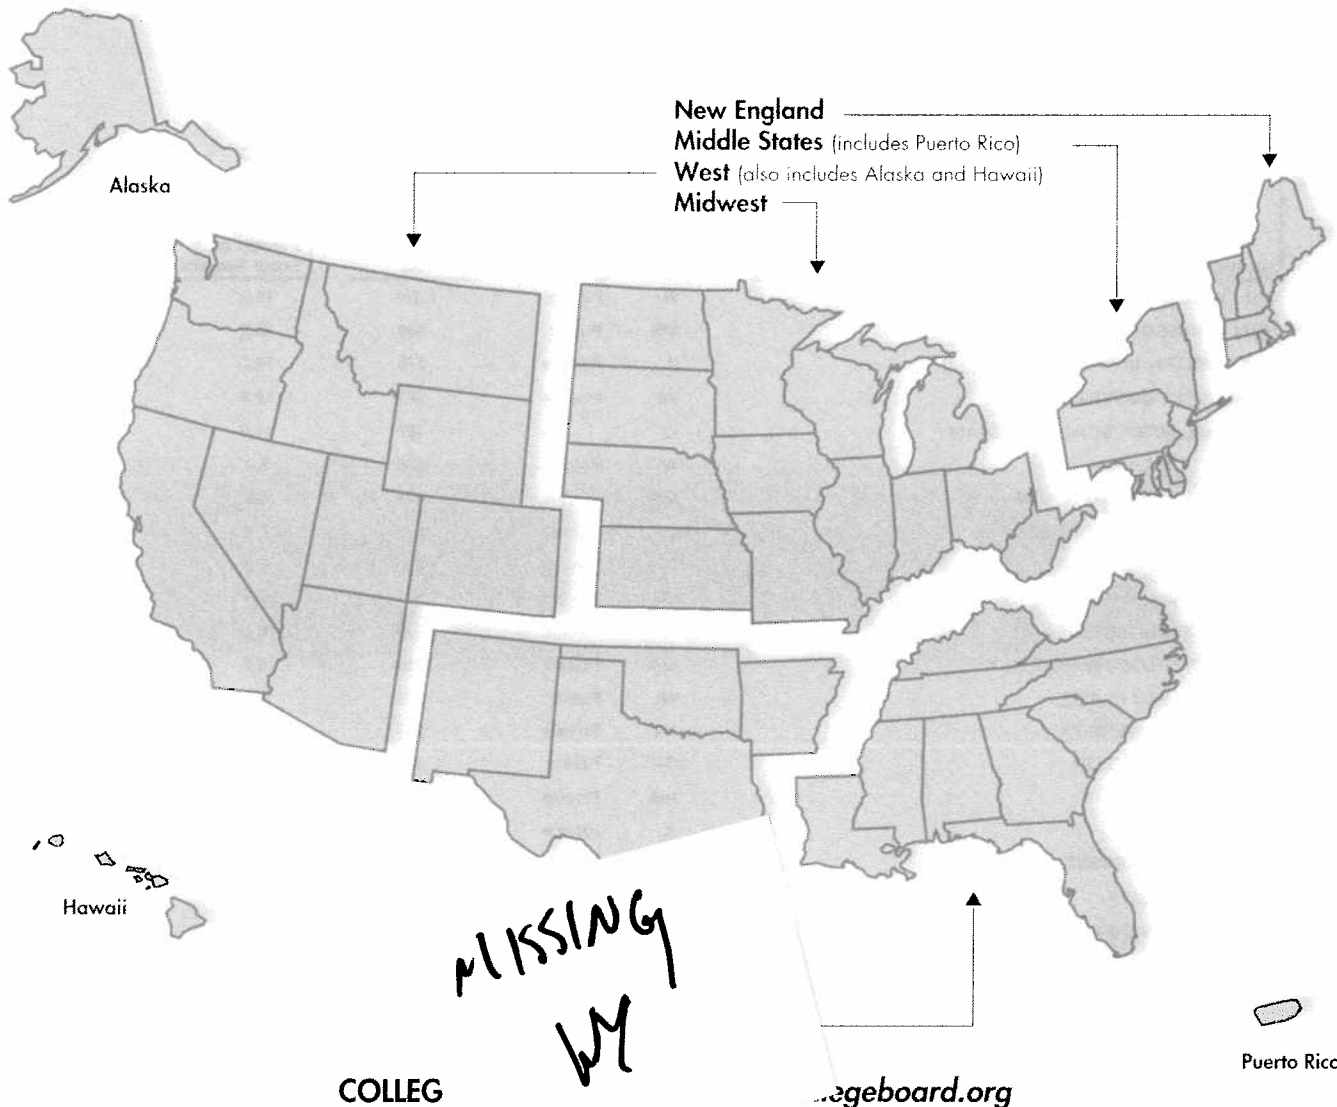 New England
Middle States (includes Puerto Rico)
West (also includes Alaska and Hawaii)
Midwest
Alaska
Hawaii
MISSING
WY
Puerto Rico
COLLEG
egeboard.org